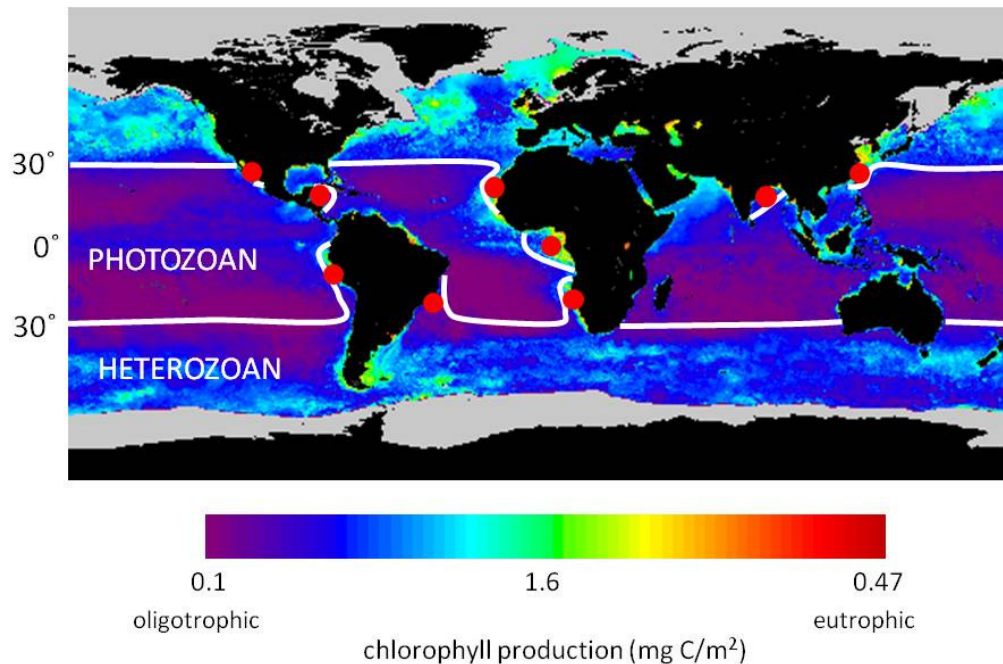 30°
0°
PHOTOZOAN
30°
HETEROZOAN
0.1 1.6 0.47
oligotrophic eutrophic
chlorophyll production (mg C/m²)